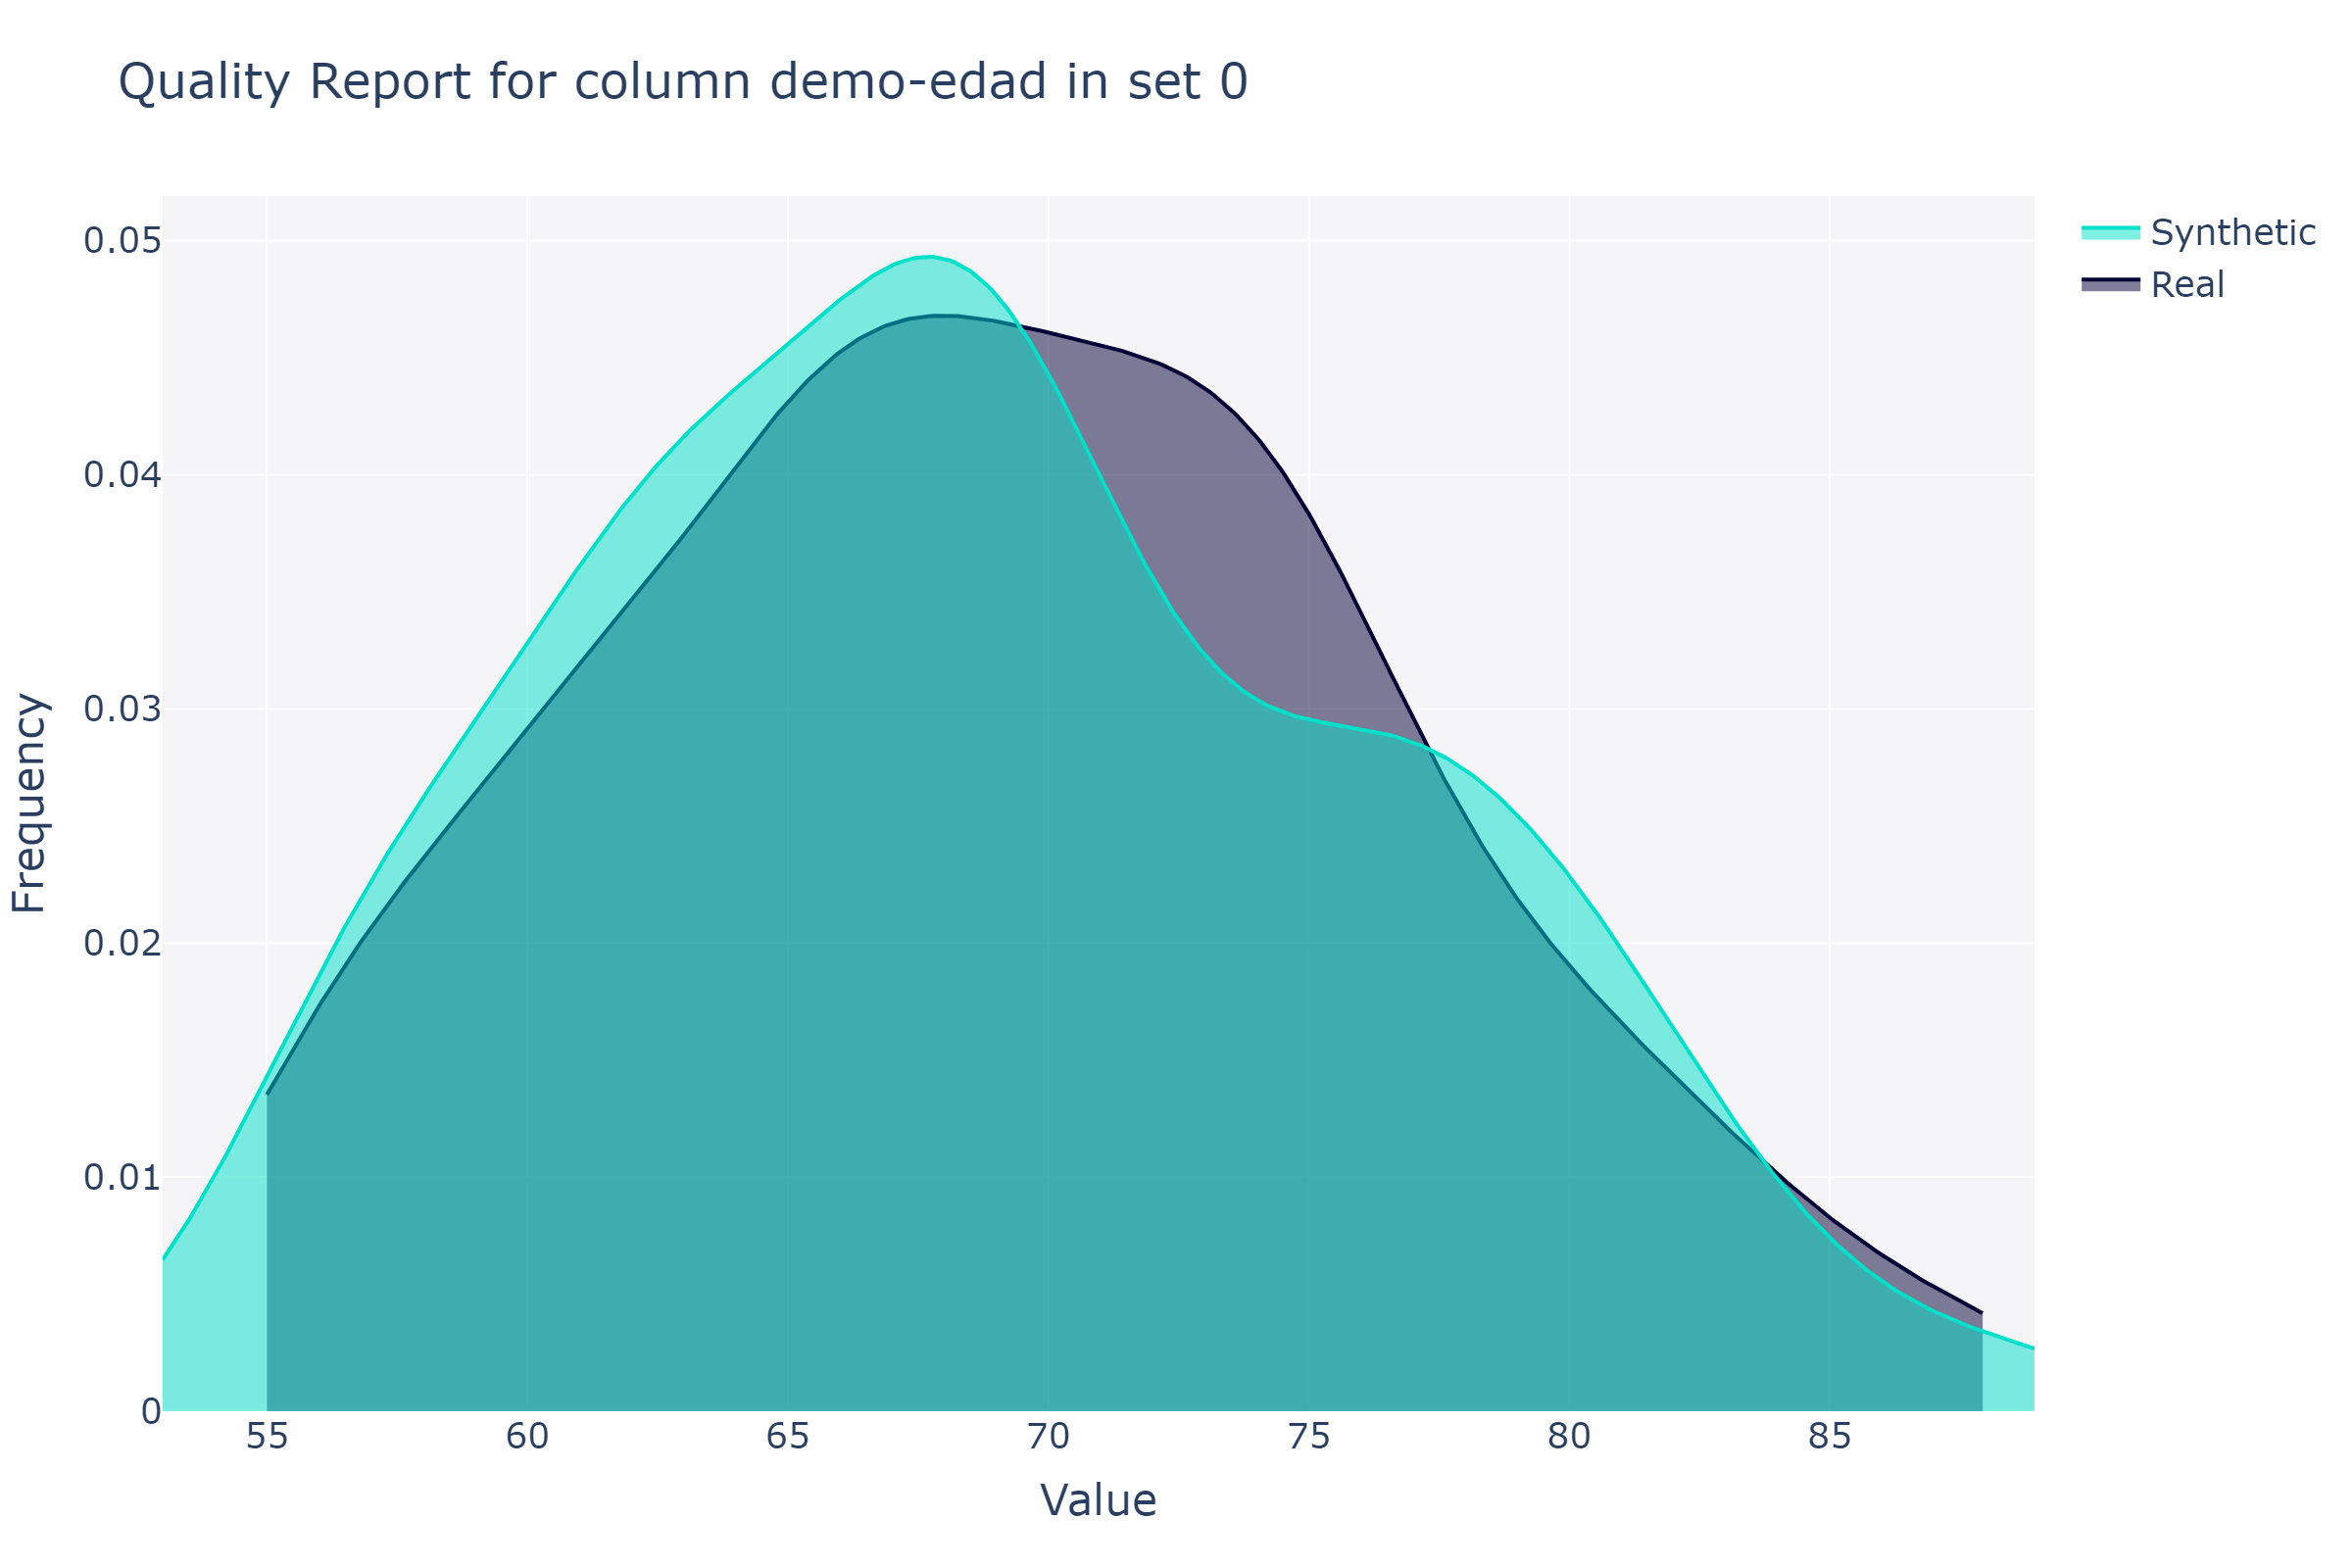 Quality Report for column demo-edad in set 0
Synthetic
Real
0.05
0.04
0.03
0.02
0.01
0
Frequency
55 60 65 70 75 80 85
Value